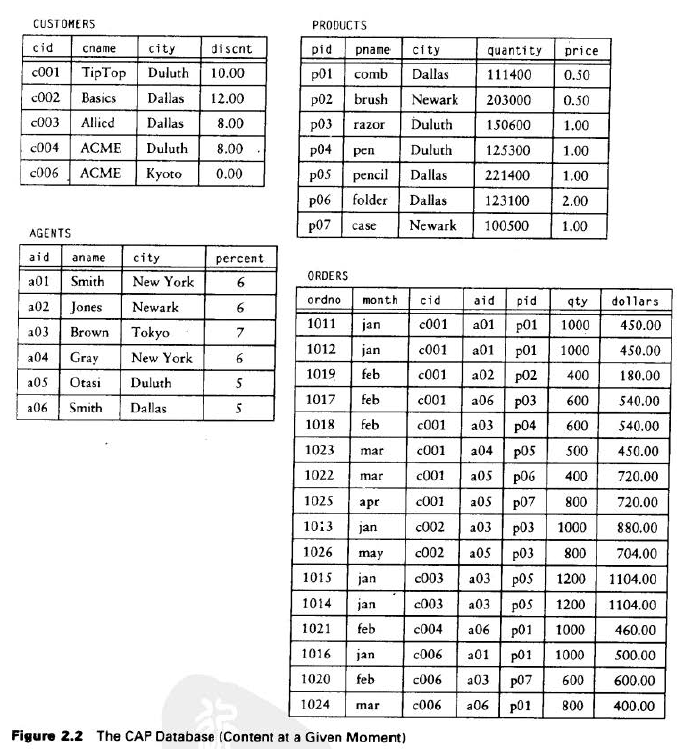 CUSTOMERS
cid cname city discnt
c001 TipTop Duluth 10.00
c002 Basics Dallas 12.00
c003 Allied Dallas 8.00
c004 ACME Duluth 8.00
c006 ACME Kyoto 0.00
PRODUCTS
pid pname city quantity price
p01 comb Dallas 111400 0.50
p02 brush Newark 203000 0.50
p03 razor Duluth 150600 1.00
p04 pen Duluth 125300 1.00
p05 pencil Dallas 221400 1.00
p06 folder Dallas 123100 2.00
p07 case Newark 100500 1.00
AGENTS
aid aname city percent
a01 Smith New York 6
a02 Jones Newark 6
a03 Brown Tokyo 7
a04 Gray New York 6
a05 Otasi Duluth 5
a06 Smith Dallas 5
ORDERS
ordno month cid aid pid qty dollars
1011 jan c001 a01 p01 1000 450.00
1012 jan c001 a01 p01 1000 450.00
1019 feb c001 a02 p02 400 180.00
1017 feb c001 a06 p03 600 540.00
1018 feb c001 a03 p04 600 540.00
1023 mar c001 a04 p05 500 450.00
1022 mar c001 a05 p06 400 720.00
1025 apr c001 a05 p07 800 720.00
1013 jan c002 a03 p03 1000 880.00
1026 may c002 a05 p03 800 704.00
1015 jan c003 a03 p05 1200 1104.00
1014 jan c003 a03 p05 1200 1104.00
1021 feb c004 a06 p01 1000 460.00
1016 jan c006 a01 p01 1000 500.00
1020 feb c006 a03 p07 600 600.00
1024 mar c006 a06 p01 800 400.00
Figure 2.2 The CAP Database (Content at a Given Moment)